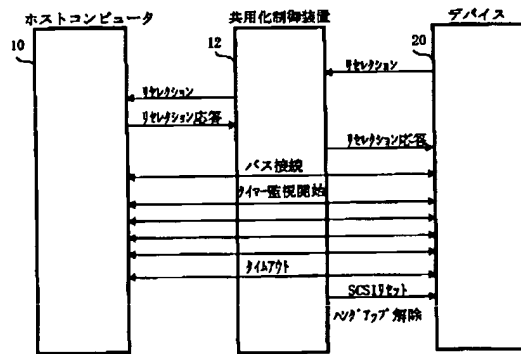 ホストコンピュータ
共用化制御装置
デバイス
10
12
20
リセレクション
リセレクション
リセレクション応答
リセレクション応答
バス接続
タイマー監視開始
タイムアウト
SCSIリセット
ハングアップ解除